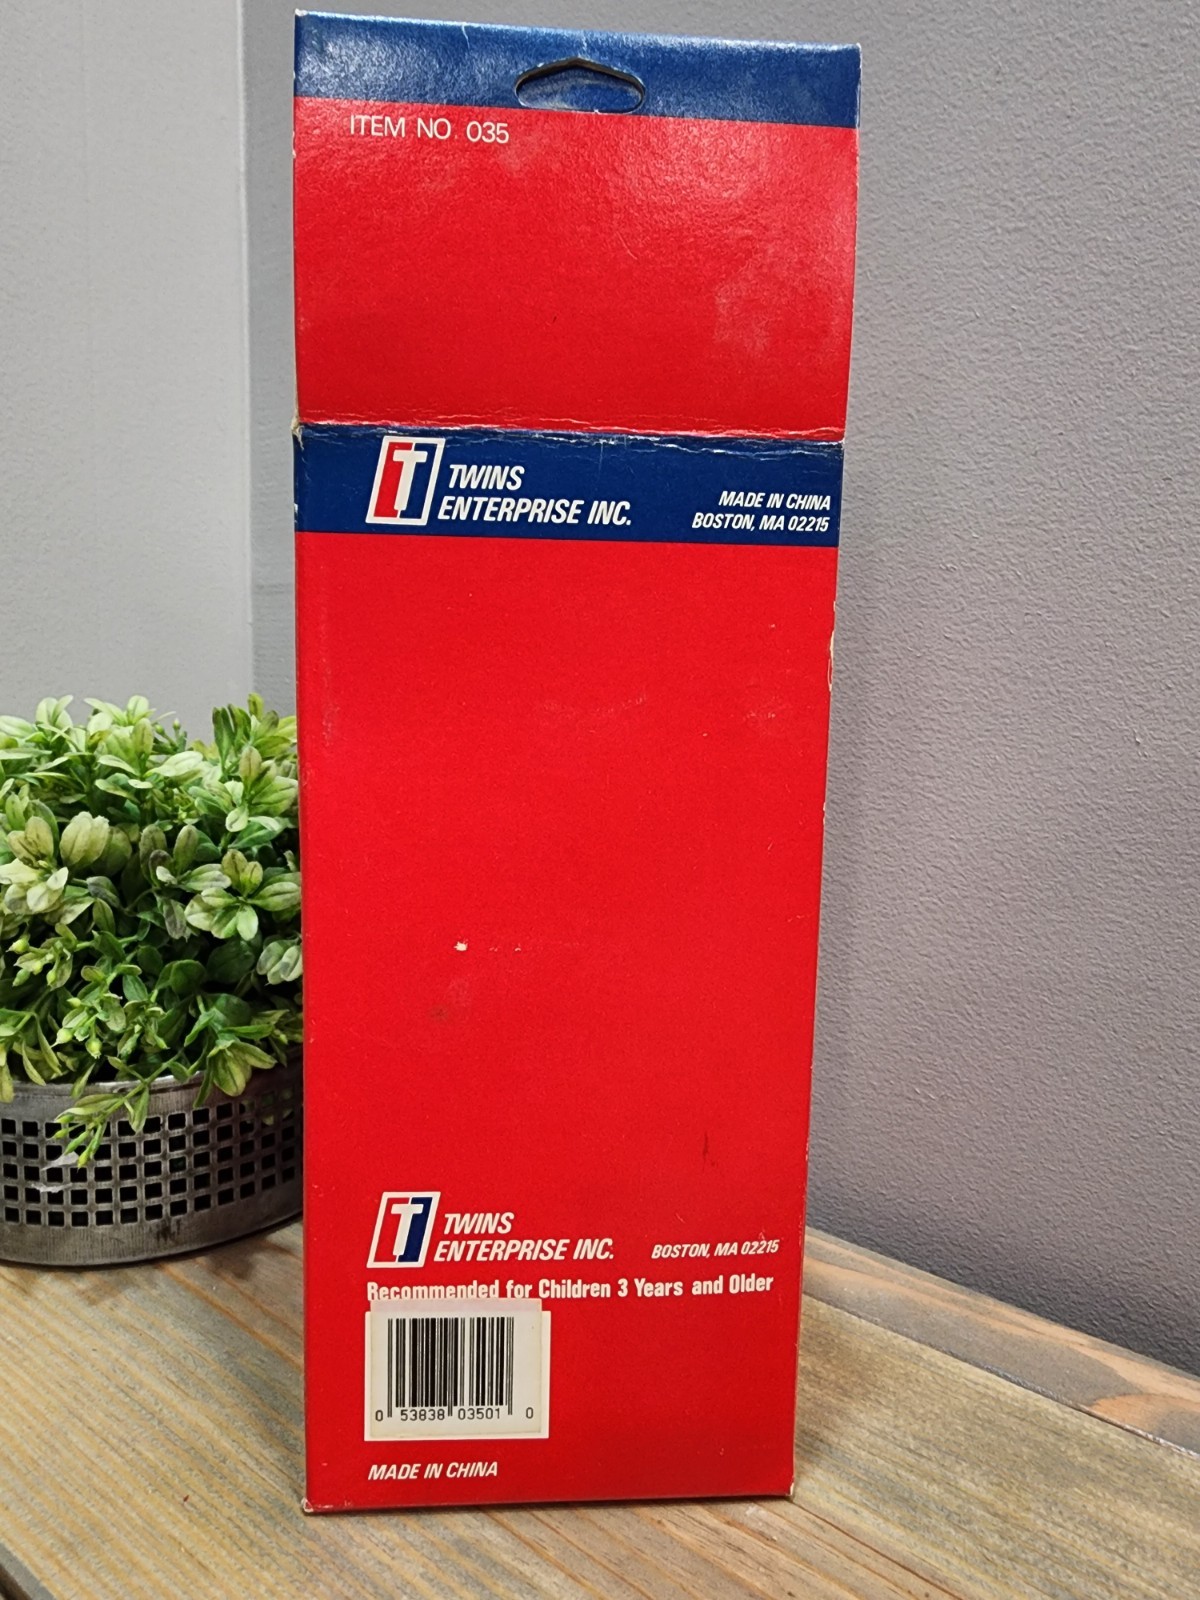 ITEM NO 035
T TWINS
ENTERPRISE INC.
MADE IN CHINA
BOSTON, MA 02215
T TWINS
ENTERPRISE INC.
BOSTON, MA 02215
Recommended for Children 3 Years and Older
0 53838 03501 0
MADE IN CHINA